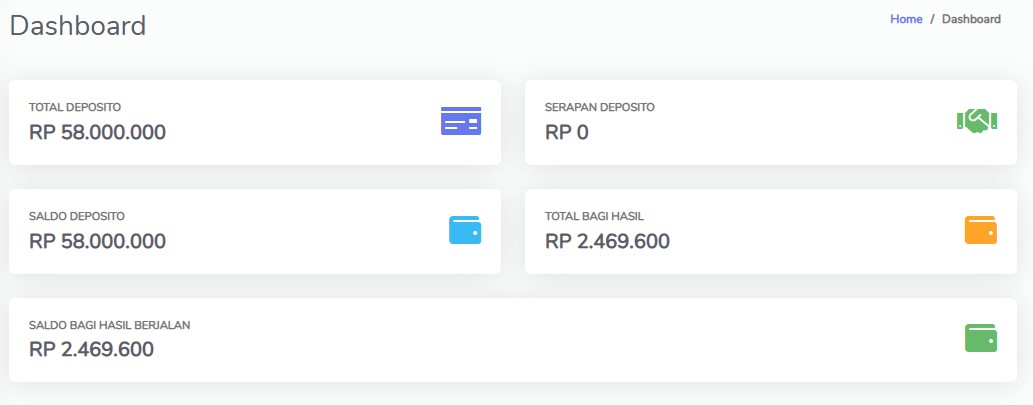 Dashboard
Home / Dashboard
TOTAL DEPOSITO
RP 58.000.000
SERAPAN DEPOSITO
RP 0
SALDO DEPOSITO
RP 58.000.000
TOTAL BAGI HASIL
RP 2.469.600
SALDO BAGI HASIL BERJALAN
RP 2.469.600